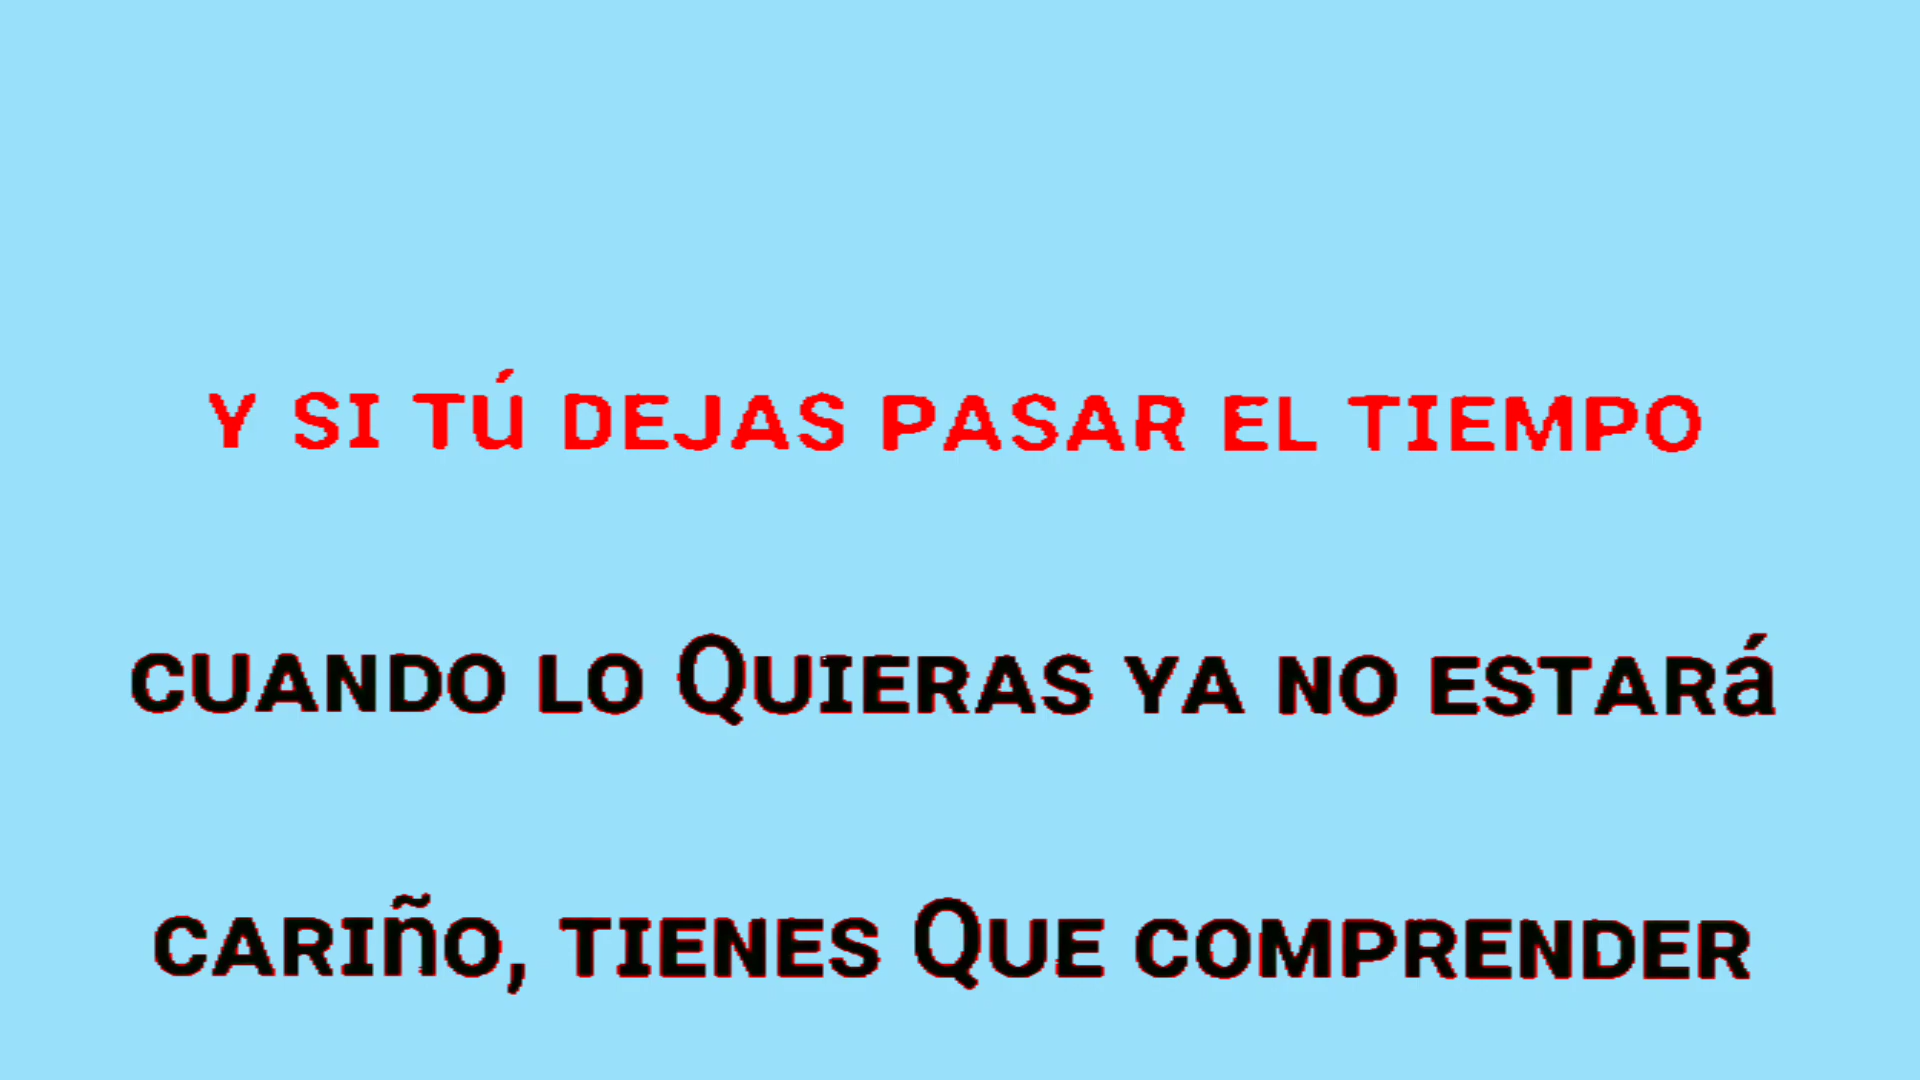 Y SI TÚ DEJAS PASAR EL TIEMPO
CUANDO LO QUIERAS YA NO ESTARá
CARIñO, TIENES QUE COMPRENDER